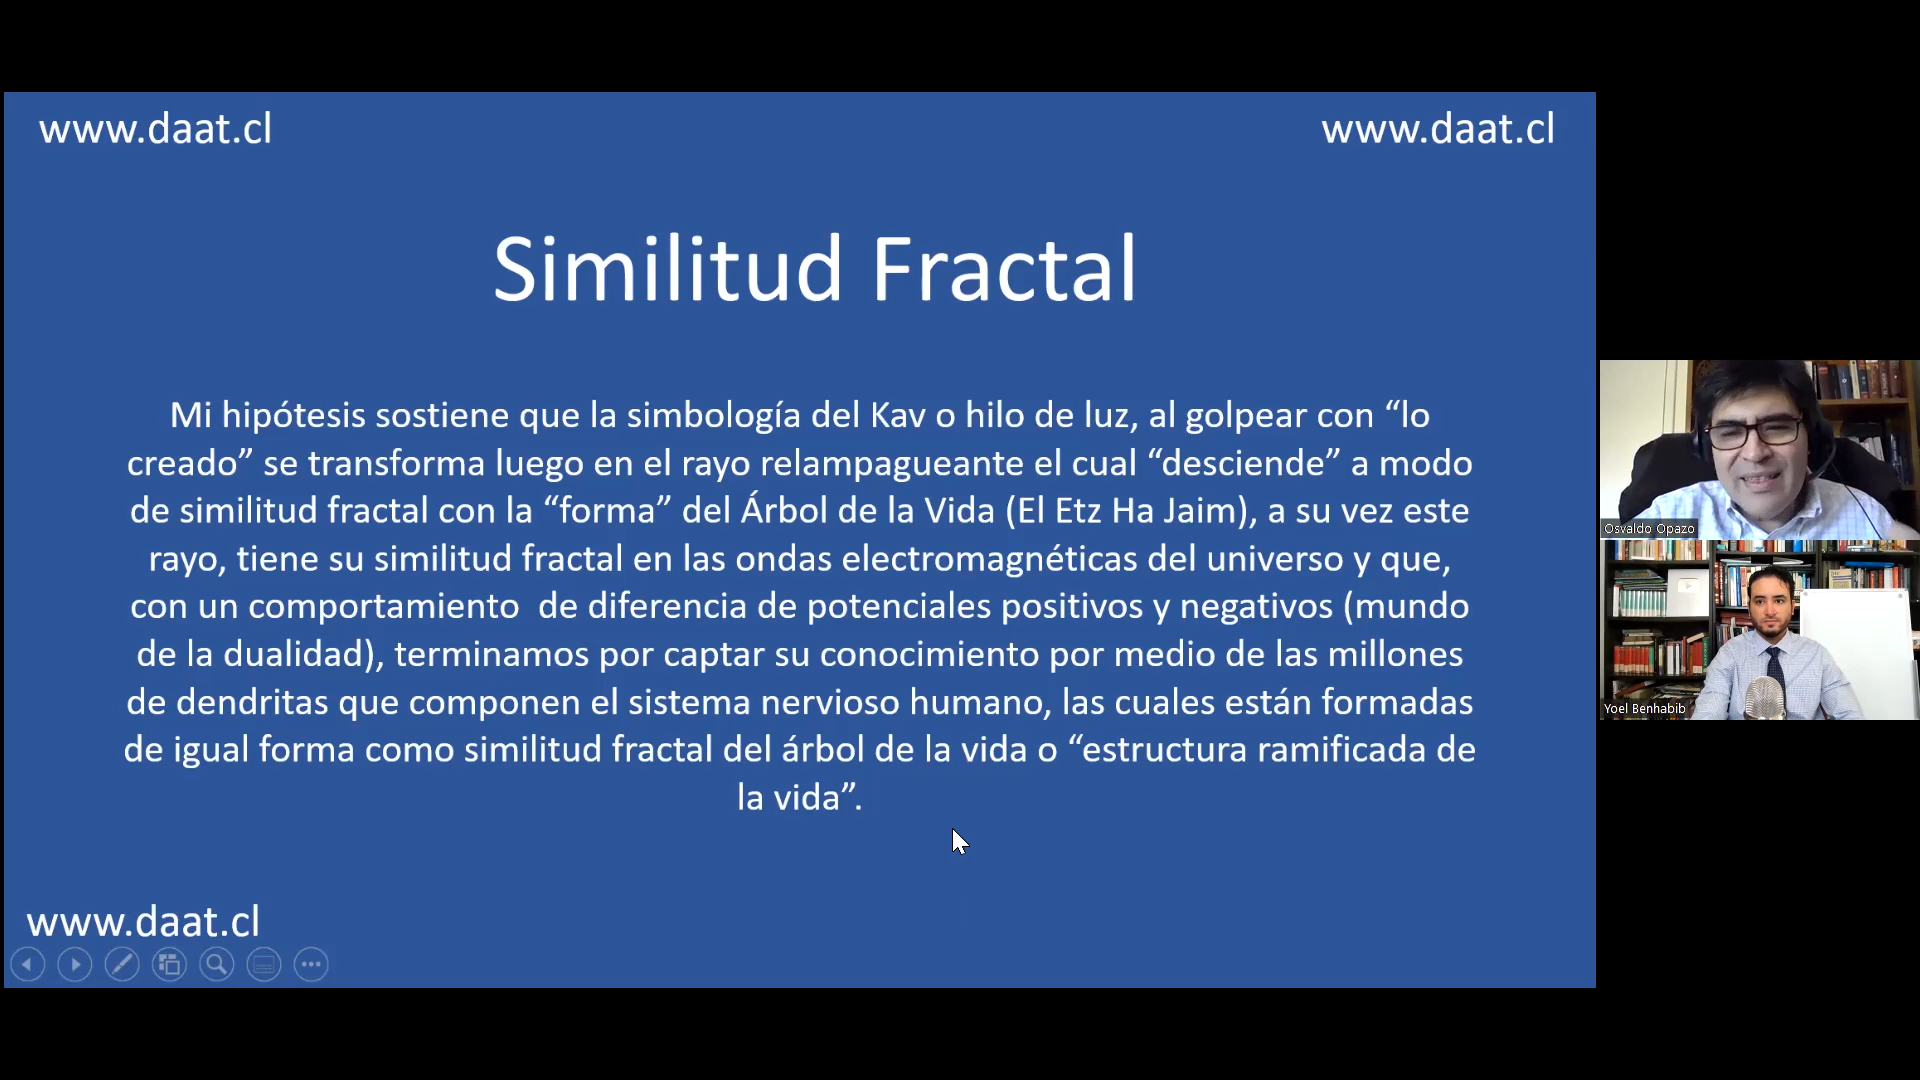 www.daat.cl
www.daat.cl
Similitud Fractal
Mi hipótesis sostiene que la simbología del Kav o hilo de luz, al golpear con “lo
creado” se transforma luego en el rayo relampagueante el cual “desciende” a modo
de similitud fractal con la “forma” del Árbol de la Vida (El Etz Ha Jaim), a su vez este
rayo, tiene su similitud fractal en las ondas electromagnéticas del universo y que,
con un comportamiento  de diferencia de potenciales positivos y negativos (mundo
de la dualidad), terminamos por captar su conocimiento por medio de las millones
de dendritas que componen el sistema nervioso humano, las cuales están formadas
de igual forma como similitud fractal del árbol de la vida o “estructura ramificada de
la vida”.
www.daat.cl
Osvaldo Opazo
Yoel Benhabib